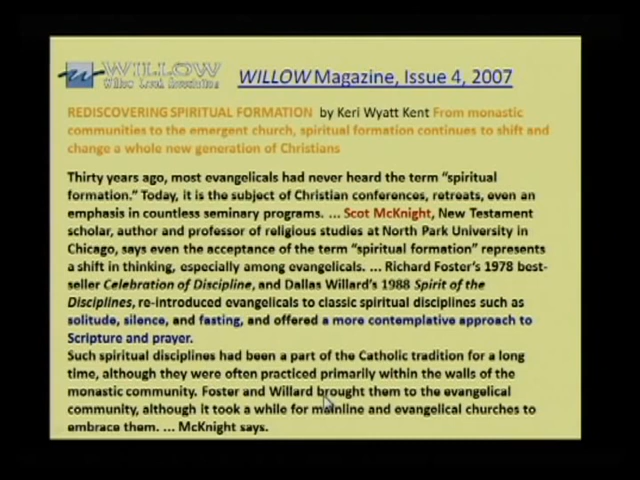 WILLOW
Willow Creek Association
WILLOW Magazine, Issue 4, 2007
REDISCOVERING SPIRITUAL FORMATION by Keri Wyatt Kent From monastic
communities to the emergent church, spiritual formation continues to shift and
change a whole new generation of Christians
Thirty years ago, most evangelicals had never heard the term “spiritual
formation.” Today, it is the subject of Christian conferences, retreats, even an
emphasis in countless seminary programs. ... Scot McKnight, New Testament
scholar, author and professor of religious studies at North Park University in
Chicago, says even the acceptance of the term “spiritual formation” represents
a shift in thinking, especially among evangelicals. ... Richard Foster’s 1978 best-
seller Celebration of Discipline, and Dallas Willard’s 1988 Spirit of the
Disciplines, re-introduced evangelicals to classic spiritual disciplines such as
solitude, silence, and fasting, and offered a more contemplative approach to
Scripture and prayer.
Such spiritual disciplines had been a part of the Catholic tradition for a long
time, although they were often practiced primarily within the walls of the
monastic community. Foster and Willard brought them to the evangelical
community, although it took a while for mainline and evangelical churches to
embrace them. ... McKnight says.